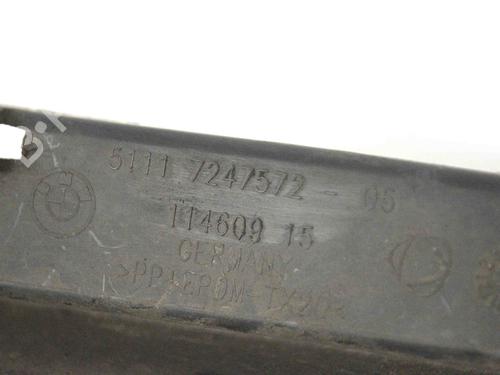 5111 7247572-05
114609 15
GERMANY
>PP+EPDM-TX20<